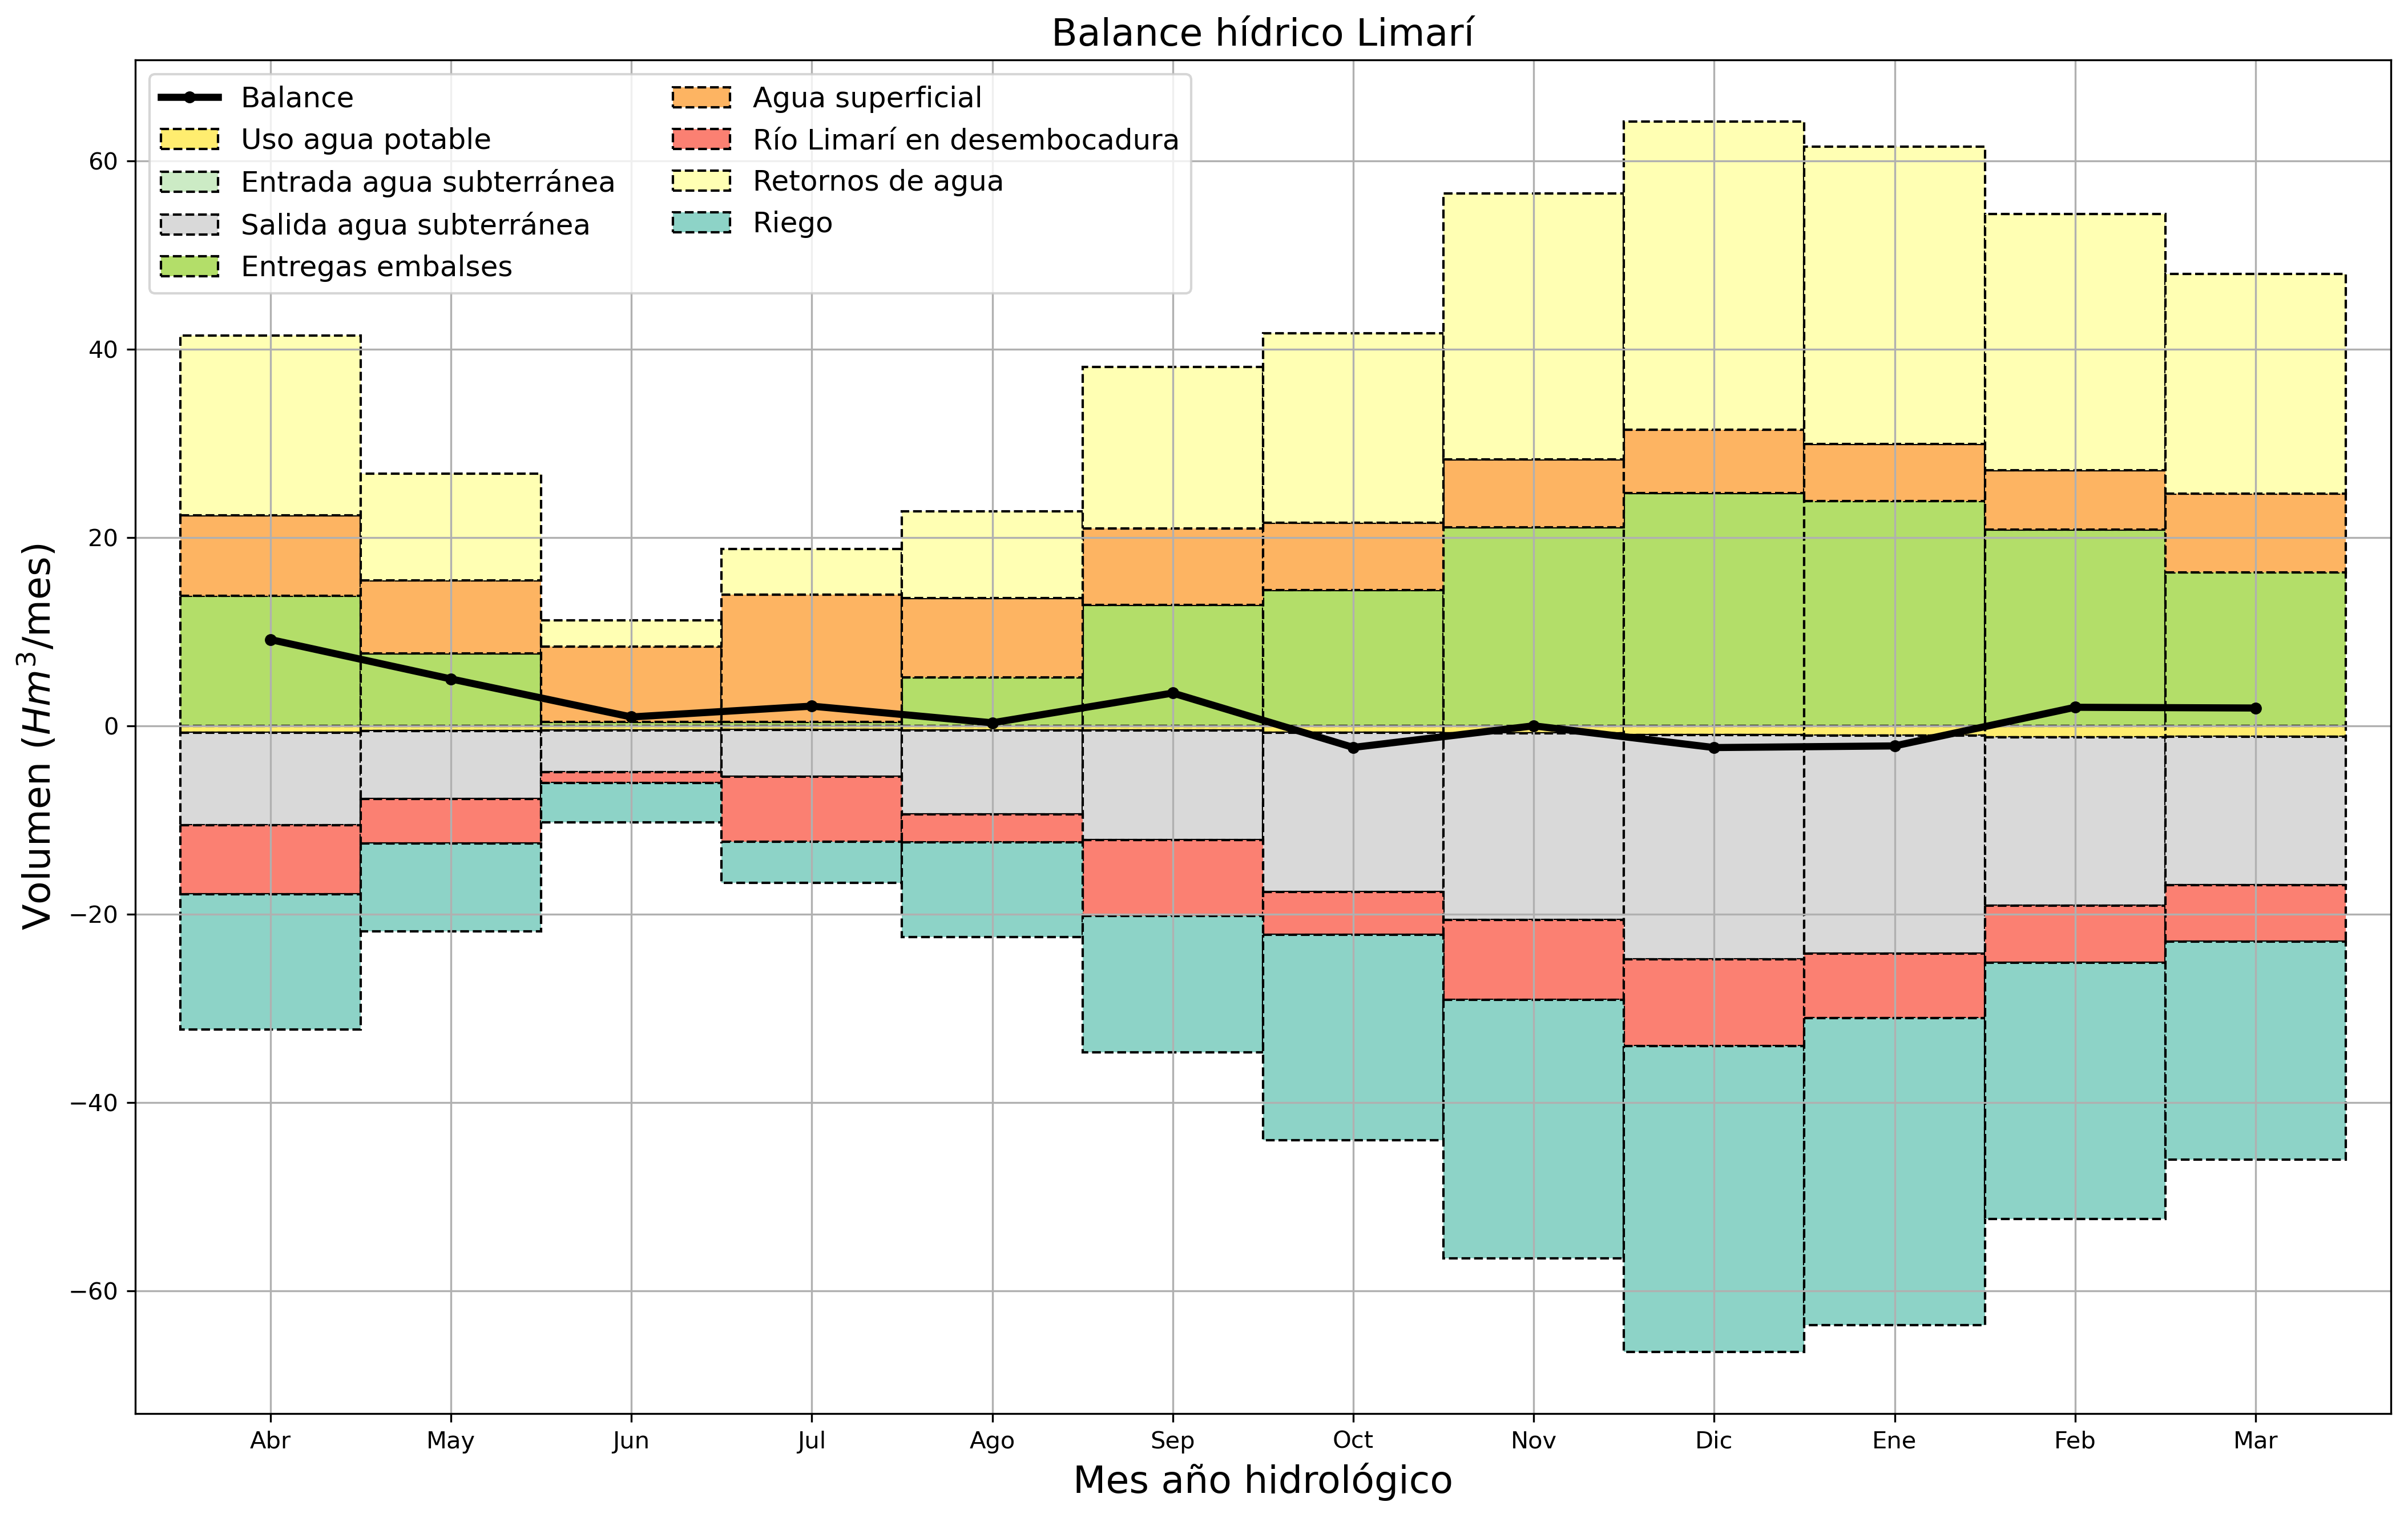 Balance hídrico Limarí
Balance
Uso agua potable
Entrada agua subterránea
Salida agua subterránea
Entregas embalses
Agua superficial
Río Limarí en desembocadura
Retornos de agua
Riego
Volumen (Hm³/mes)
60
40
20
0
−20
−40
−60
Abr May Jun Jul Ago Sep Oct Nov Dic Ene Feb Mar
Mes año hidrológico